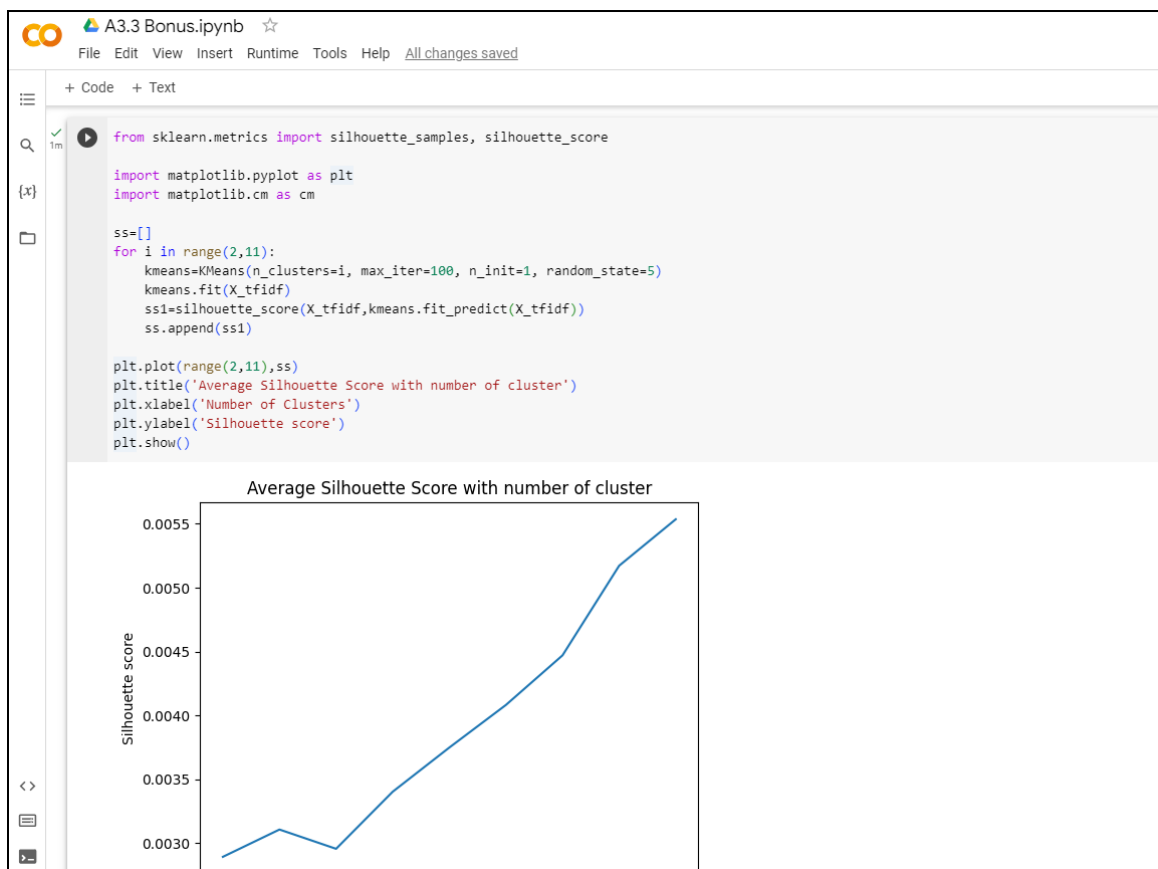 A3.3 Bonus.ipynb
File Edit View Insert Runtime Tools Help All changes saved
+ Code + Text
1m
{x}
from sklearn.metrics import silhouette_samples, silhouette_score
import matplotlib.pyplot as plt
import matplotlib.cm as cm
ss=[]
for i in range(2,11):
kmeans=KMeans(n_clusters=i, max_iter=100, n_init=1, random_state=5)
kmeans.fit(X_tfidf)
ss1=silhouette_score(X_tfidf,kmeans.fit_predict(X_tfidf))
ss.append(ss1)
plt.plot(range(2,11),ss)
plt.title('Average Silhouette Score with number of cluster')
plt.xlabel('Number of Clusters')
plt.ylabel('Silhouette score')
plt.show()
Average Silhouette Score with number of cluster
0.0055
0.0050
0.0045
0.0040
0.0035
0.0030
Silhouette score